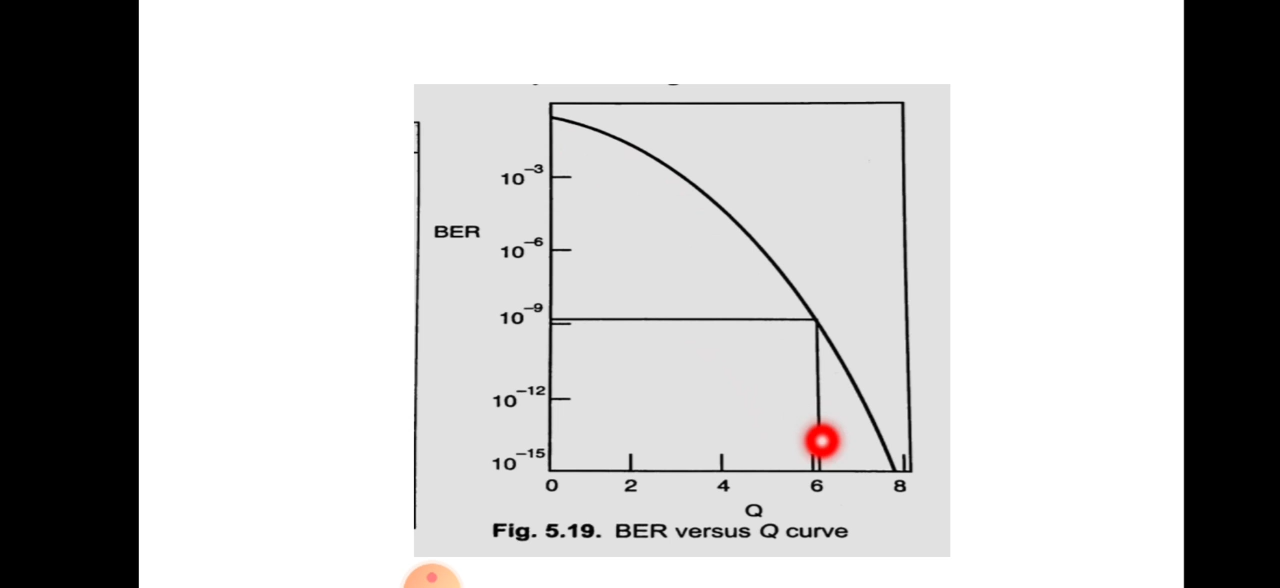 10⁻³
BER
10⁻⁶
10⁻⁹
10⁻¹²
10⁻¹⁵
0 2 4 6 8
Q
Fig. 5.19. BER versus Q curve